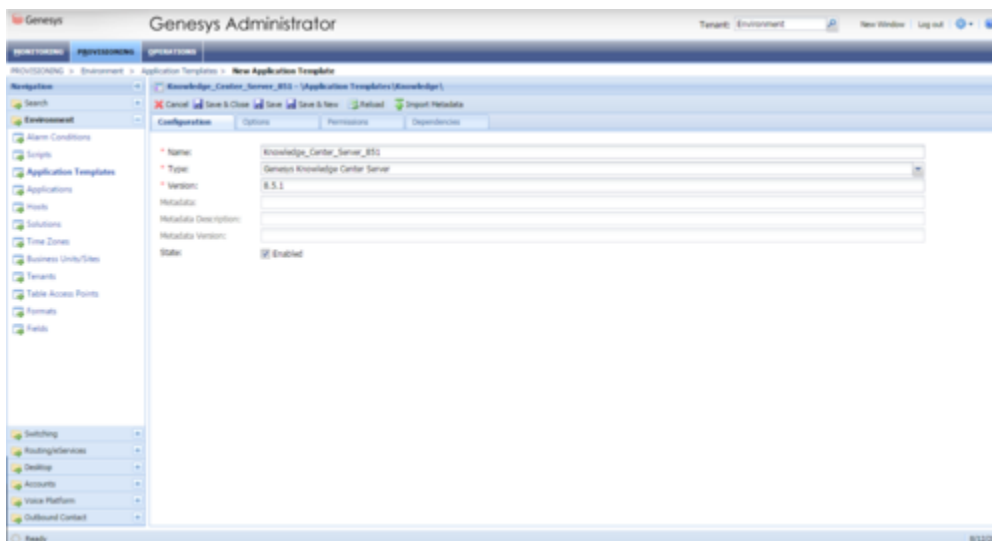 Genesys
Genesys Administrator
Tenant: Environment
New Window | Log out
MONITORING PROVISIONING OPERATIONS
PROVISIONING > Environment > Application Templates > New Application Template
Navigation
Knowledge_Center_Server_851 - \Application Templates\Knowledge\
Search
Cancel Save & Close Save Save & New Reload Import Metadata
Environment
Configuration Options Permissions Dependencies
Alarm Conditions
Scripts
Application Templates
Applications
Hosts
Solutions
Time Zones
Business Units/Sites
Tenants
Table Access Points
Formats
Fields
* Name: Knowledge_Center_Server_851
* Type: Genesys Knowledge Center Server
* Version: 8.5.1
Metadata:
Metadata Description:
Metadata Version:
State: Enabled
Switching
Routing/eServices
Desktop
Accounts
Voice Platform
Outbound Contact
Ready